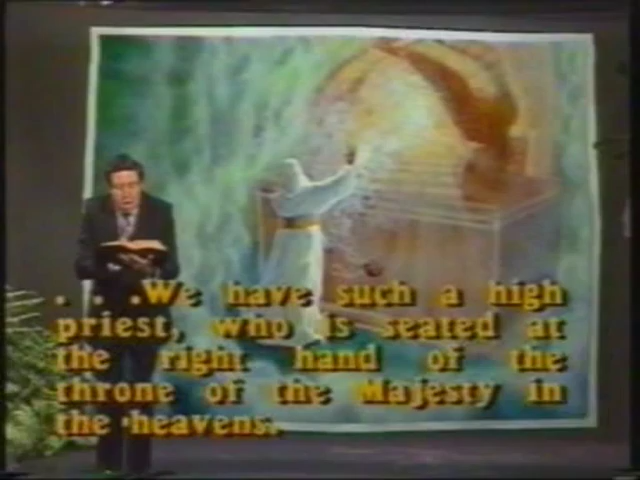 . . .We have such a high
priest, who is seated at
the right hand of the
throne of the Majesty in
the heavens.